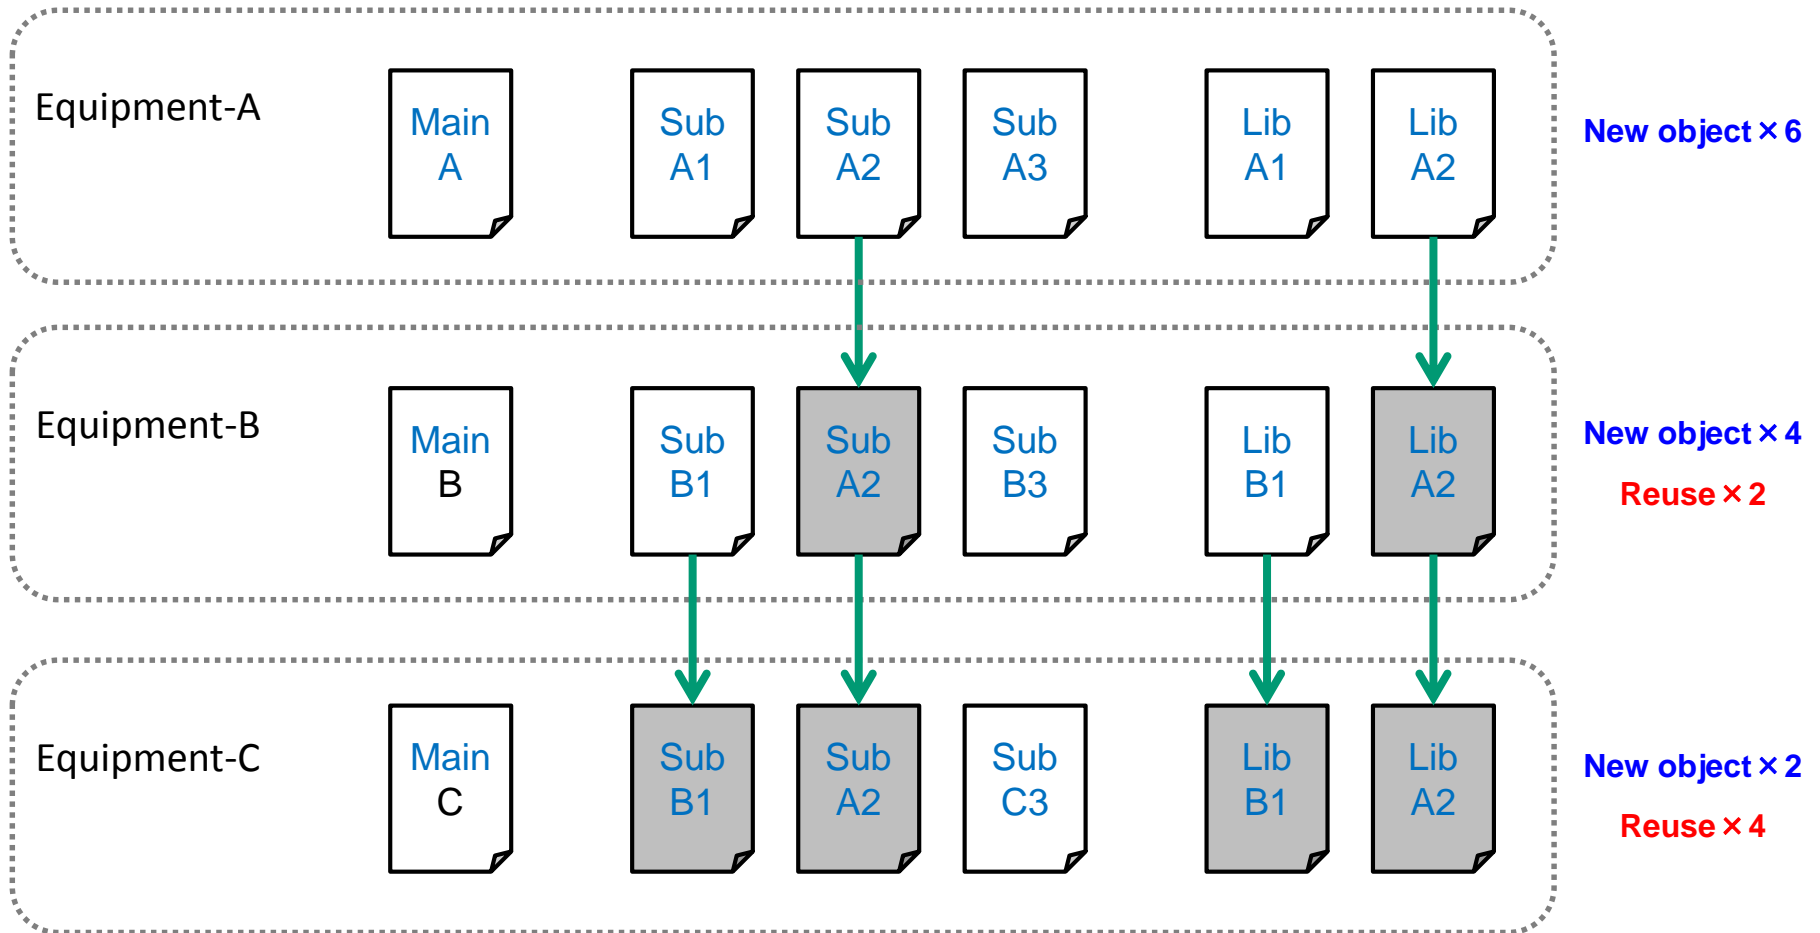 Equipment-A
Main
A
Sub
A1
Sub
A2
Sub
A3
Lib
A1
Lib
A2
New object×6
Equipment-B
Main
B
Sub
B1
Sub
A2
Sub
B3
Lib
B1
Lib
A2
New object×4
Reuse×2
Equipment-C
Main
C
Sub
B1
Sub
A2
Sub
C3
Lib
B1
Lib
A2
New object×2
Reuse×4